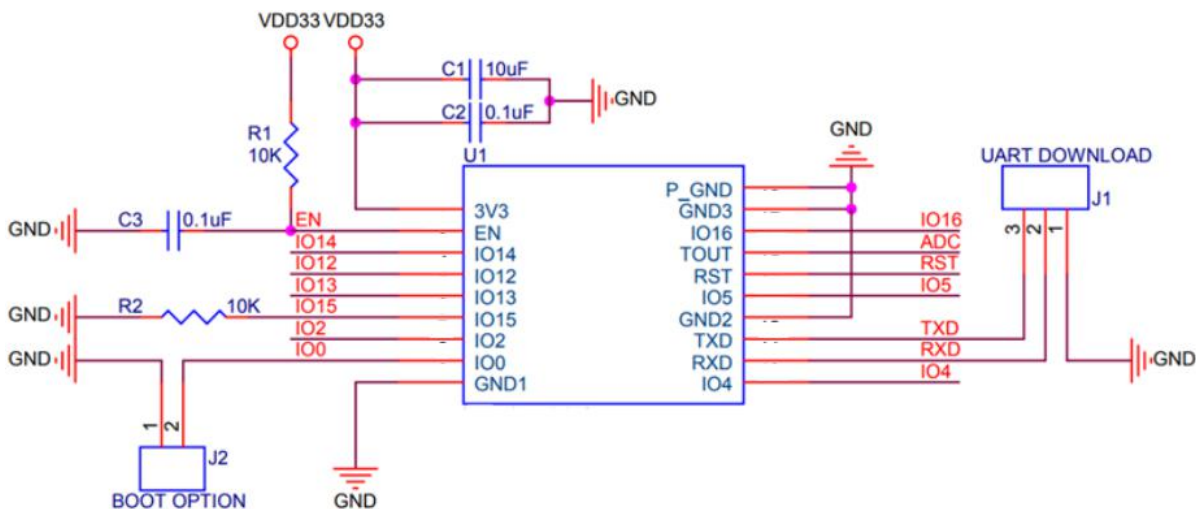 VDD33 VDD33
C1 10uF
GND
C2 0.1uF
R1
10K
U1
GND
UART DOWNLOAD
J1
3 2 1
P_GND
3V3
GND3
GND C3 0.1uF
EN
EN
IO16
IO16
IO14
IO14
TOUT
ADC
IO12
IO12
RST
RST
IO13
IO13
IO5
IO5
GND R2 10K
IO15
IO15
GND2
IO2
IO2
TXD
TXD
GND
IO0
IO0
RXD
RXD
GND
GND1
IO4
IO4
1 2
J2
BOOT OPTION
GND